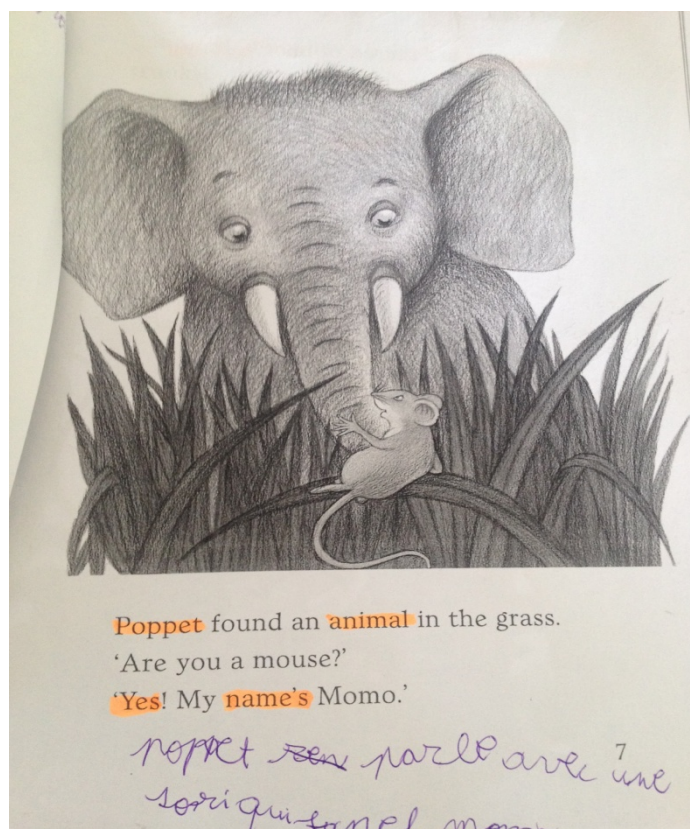 Poppet found an animal in the grass.
‘Are you a mouse?’
‘Yes! My name’s Momo.’
7
poppet parle avec une
sori qui